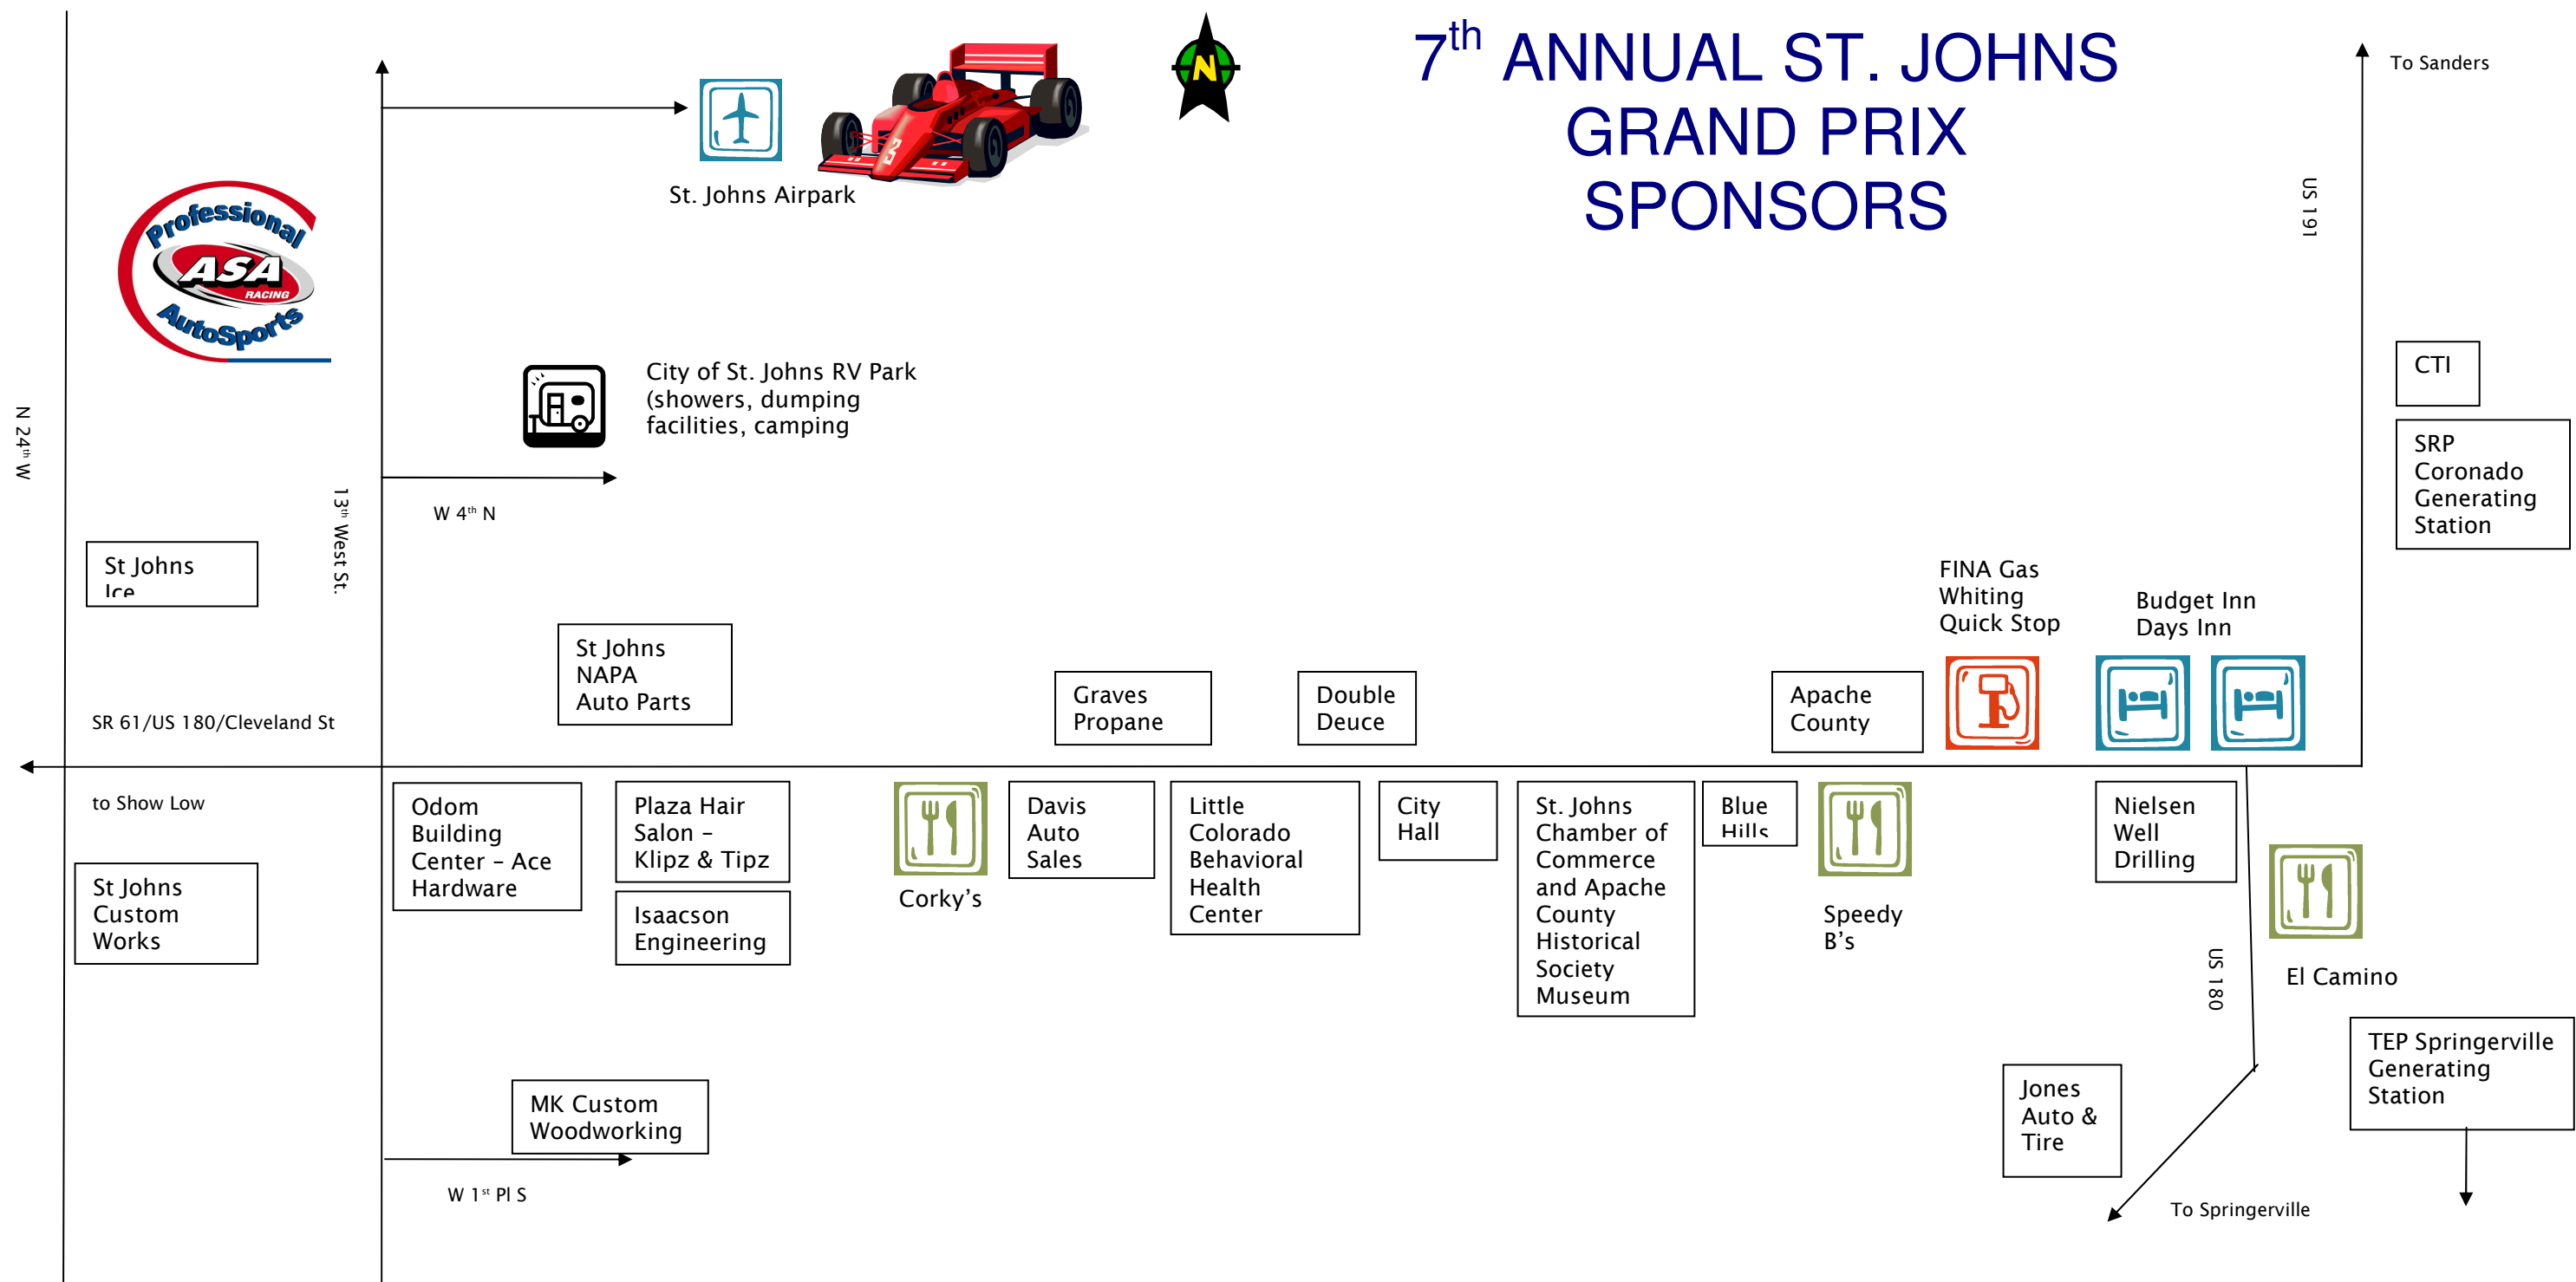 7th ANNUAL ST. JOHNS
GRAND PRIX
SPONSORS
N
To Sanders
US 191
St. Johns Airpark
Professional
ASA
RACING
AutoSports
City of St. Johns RV Park
(showers, dumping
facilities, camping
N 24th W
13th West St.
W 4th N
CTI
SRP
Coronado
Generating
Station
St Johns
Ice
FINA Gas
Whiting
Quick Stop
Budget Inn
Days Inn
St Johns
NAPA
Auto Parts
Graves
Propane
Double
Deuce
Apache
County
SR 61/US 180/Cleveland St
to Show Low
Odom
Building
Center – Ace
Hardware
Plaza Hair
Salon –
Klipz & Tipz
Isaacson
Engineering
Corky's
Davis
Auto
Sales
Little
Colorado
Behavioral
Health
Center
City
Hall
St. Johns
Chamber of
Commerce
and Apache
County
Historical
Society
Museum
Blue
Hills
Speedy
B's
Nielsen
Well
Drilling
St Johns
Custom
Works
US 180
El Camino
TEP Springerville
Generating
Station
Jones
Auto &
Tire
MK Custom
Woodworking
W 1st Pl S
To Springerville